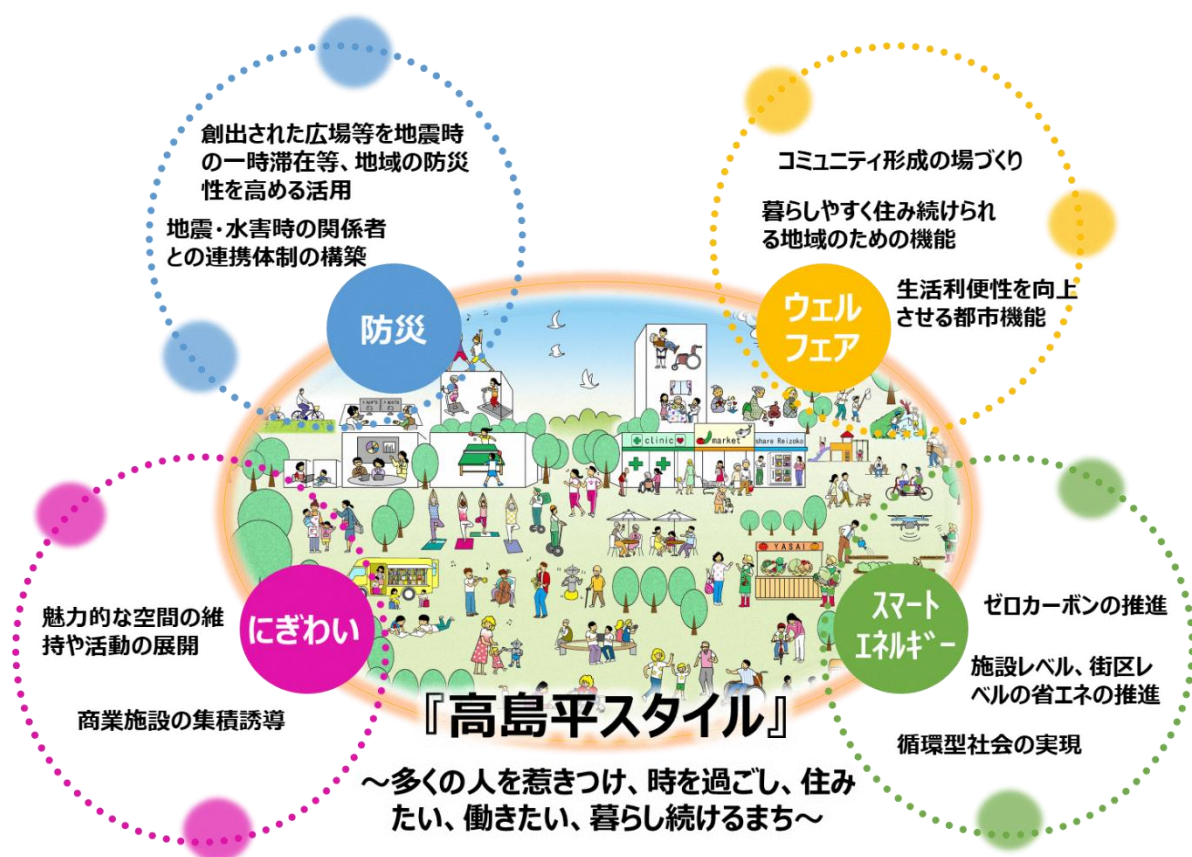 創出された広場等を地震時
の一時滞在等、地域の防災
性を高める活用
地震・水害時の関係者
との連携体制の構築
防災
コミュニティ形成の場づくり
暮らしやすく住み続けられ
る地域のための機能
生活利便性を向上
させる都市機能
ウェル
フェア
clinic
market
share Reizoko
YASAI
にぎわい
魅力的な空間の維
持や活動の展開
商業施設の集積誘導
スマート
エネルギー
ゼロカーボンの推進
施設レベル、街区レ
ベルの省エネの推進
循環型社会の実現
『高島平スタイル』
～多くの人を惹きつけ、時を過ごし、住み
たい、働きたい、暮らし続けるまち～